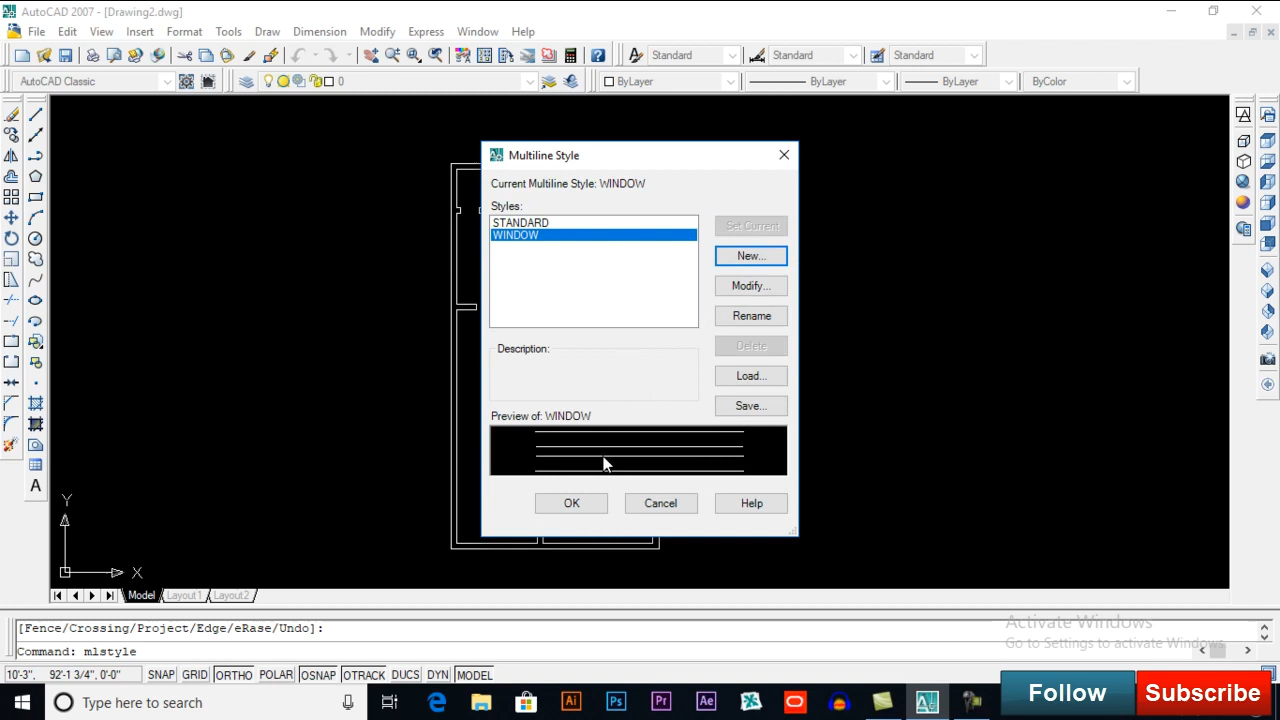 AutoCAD 2007 - [Drawing2.dwg]
File Edit View Insert Format Tools Draw Dimension Modify Express Window Help
Standard Standard Standard
AutoCAD Classic 0 ByLayer ByLayer ByLayer ByColor
Multiline Style
Current Multiline Style: WINDOW
Styles:
STANDARD
WINDOW
Set Current
New...
Modify...
Rename
Delete
Load...
Save...
Description:
Preview of: WINDOW
OK Cancel Help
Y
X
A
Model Layout1 Layout2
[Fence/Crossing/Project/Edge/eRase/Undo]:
Command: mlstyle
Activate Windows
Go to Settings to activate Windows.
10'-3", 92'-1 3/4", 0'-0" SNAP GRID ORTHO POLAR OSNAP OTRACK DUCS DYN MODEL
Type here to search
Ai Ps Pr Ae
Follow Subscribe